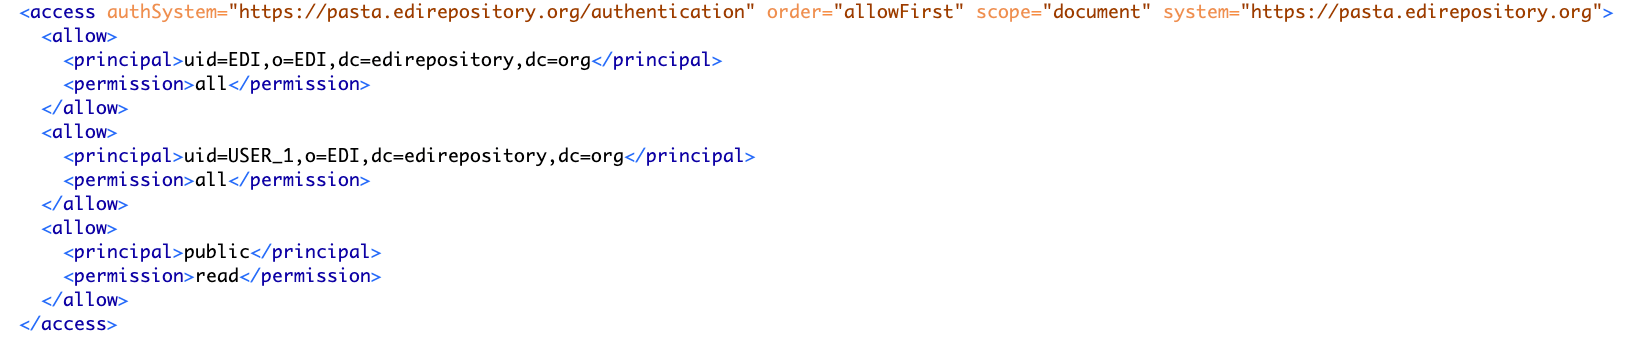 <access authSystem="https://pasta.edirepository.org/authentication" order="allowFirst" scope="document" system="https://pasta.edirepository.org">
<allow>
<principal>uid=EDI,o=EDI,dc=edirepository,dc=org</principal>
<permission>all</permission>
</allow>
<allow>
<principal>uid=USER_1,o=EDI,dc=edirepository,dc=org</principal>
<permission>all</permission>
</allow>
<allow>
<principal>public</principal>
<permission>read</permission>
</allow>
</access>